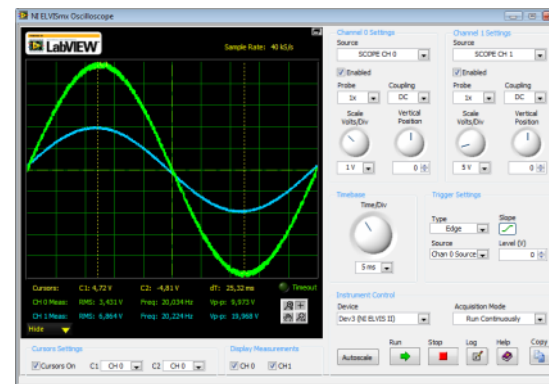 NI ELVISmx Oscilloscope
LabVIEW
Sample Rate: 40 kS/s
Cursors: C1: 4,72 V C2: -4,81 V dT: 25,32 ms Timeout
CH 0 Meas: RMS: 3,431 V Freq: 20,034 Hz Vp-p: 9,973 V
CH 1 Meas: RMS: 6,864 V Freq: 20,224 Hz Vp-p: 19,968 V
Hide
Cursors Settings
Cursors On C1 CH 0 C2 CH 0
Display Measurements
CH 0 CH 1
Channel 0 Settings
Source
SCOPE CH 0
Enabled
Probe Coupling
1x DC
Scale Vertical
Volts/Div Position
1 V 0
Channel 1 Settings
Source
SCOPE CH 1
Enabled
Probe Coupling
1x DC
Scale Vertical
Volts/Div Position
5 V 0
Timebase
Time/Div
5 ms
Trigger Settings
Type Slope
Edge
Source Level (V)
Chan 0 Source 0
Instrument Control
Device Acquisition Mode
Dev3 (NI ELVIS II) Run Continuously
Run Stop Log Help Copy
Autoscale